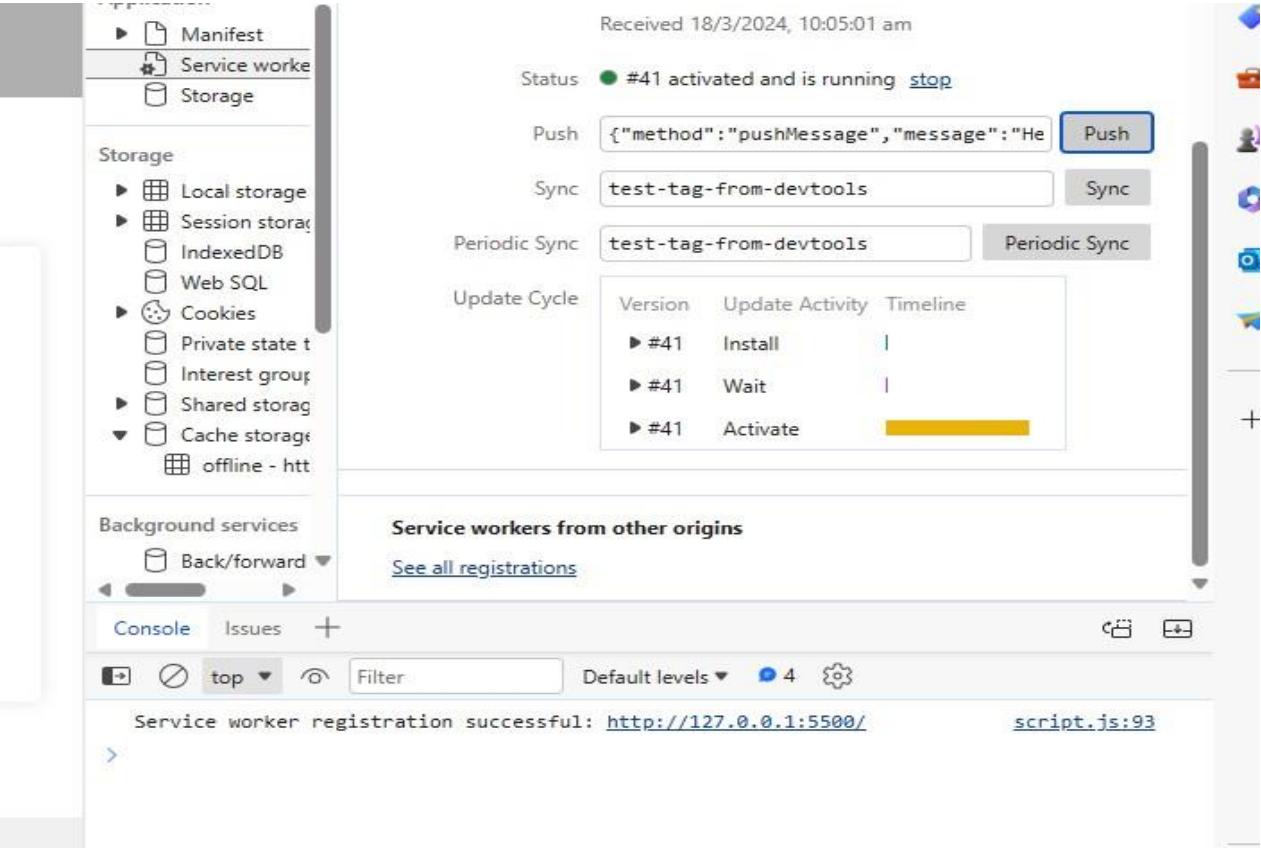 Manifest
Service worke
Storage
Storage
Local storage
Session storag
IndexedDB
Web SQL
Cookies
Private state t
Interest group
Shared storag
Cache storage
offline - htt
Background services
Back/forward
Received 18/3/2024, 10:05:01 am
Status #41 activated and is running stop
Push {"method":"pushMessage","message":"He Push
Sync test-tag-from-devtools Sync
Periodic Sync test-tag-from-devtools Periodic Sync
Update Cycle Version Update Activity Timeline
#41 Install
#41 Wait
#41 Activate
Service workers from other origins
See all registrations
Console Issues
top Filter Default levels 4
Service worker registration successful: http://127.0.0.1:5500/ script.js:93